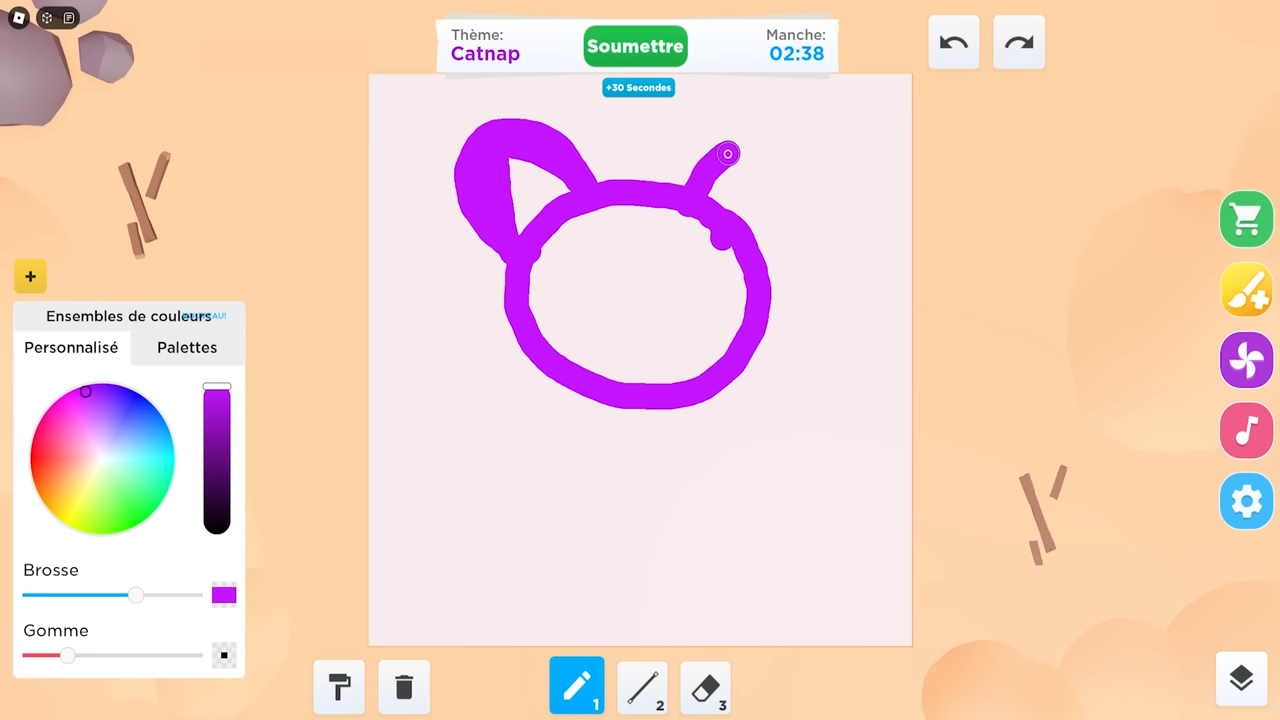 Thème:
Catnap
Soumettre
Manche:
02:38
+30 Secondes
+
Ensembles de couleurs
Personnalisé
Palettes
Brosse
Gomme
1
2
3